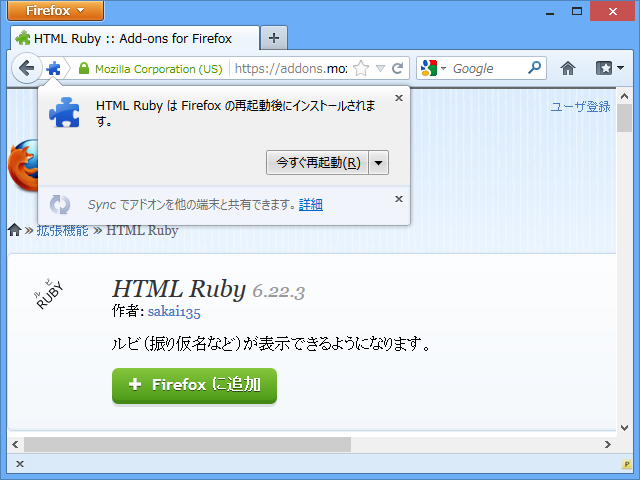 Firefox
HTML Ruby :: Add-ons for Firefox
Mozilla Corporation (US)
https://addons.mo
Google
HTML Ruby は Firefox の再起動後にインストールされま
す。
今すぐ再起動(R)
Sync でアドオンを他の端末と共有できます。 詳細
ユーザ登録
» 拡張機能 » HTML Ruby
ルビ
RUBY
HTML Ruby 6.22.3
作者: sakai135
ルビ（振り仮名など）が表示できるようになります。
Firefox に追加
P